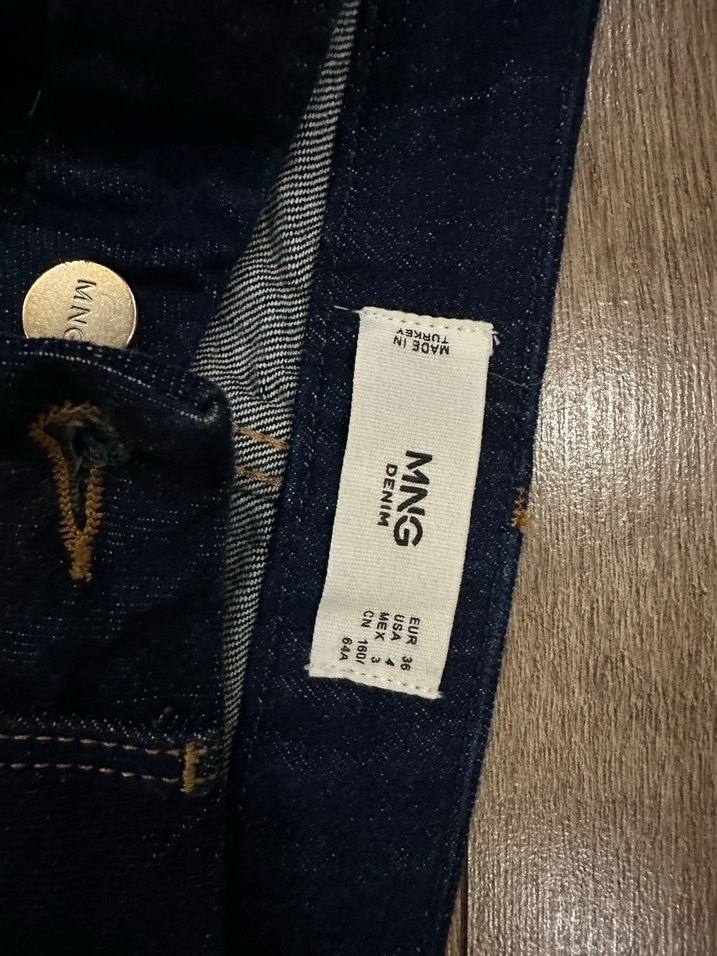 MNG
MADE IN
TURKEY
MNG
DENIM
EUR 36
USA 4
MEX 3
CN 160/
64A